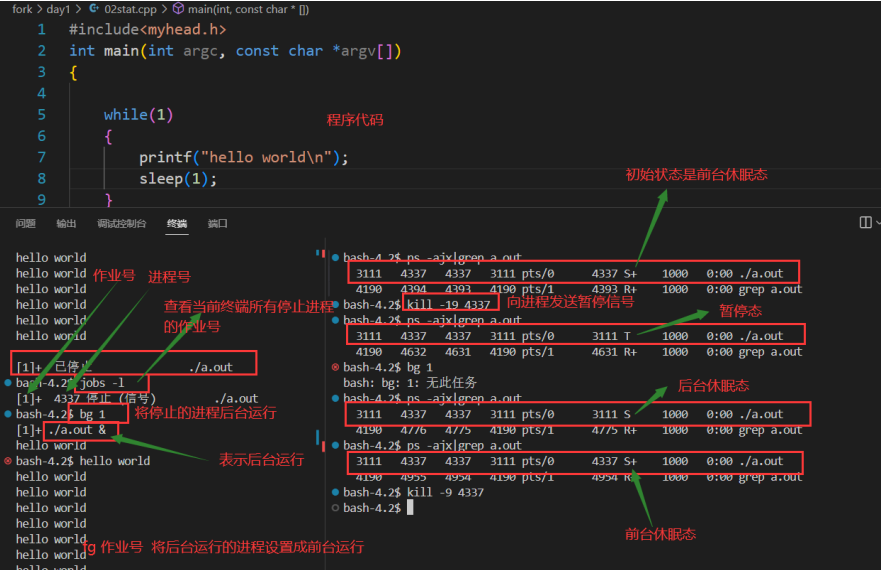 fork > day1 > 02stat.cpp > main(int, const char * [])
1 #include<myhead.h>
2 int main(int argc, const char *argv[])
3 {
4
5 while(1)
程序代码
6 {
7 printf("hello world\n");
初始状态是前台休眠态
8 sleep(1);
9 }
问题 输出 调试控制台 终端 端口
hello world
hello world
作业号 进程号
hello world
hello world
查看当前终端所有停止进程
的作业号
hello world
hello world
[1]+ 已停止 ./a.out
bash-4.2$ jobs -l
[1]+ 4337 停止 (信号) ./a.out
bash-4.2$ bg 1
将停止的进程后台运行
[1]+ ./a.out &
hello world
表示后台运行
bash-4.2$ hello world
hello world
hello world
hello world
hello world
hello world
fg 作业号 将后台运行的进程设置成前台运行
hello world
hello world
bash-4.2$ ps -ajx|grep a.out
3111 4337 4337 3111 pts/0 4337 S+ 1000 0:00 ./a.out
4190 4394 4393 4190 pts/1 4393 R+ 1000 0:00 grep a.out
bash-4.2$ kill -19 4337
向进程发送暂停信号
暂停态
bash-4.2$ ps -ajx|grep a.out
3111 4337 4337 3111 pts/0 3111 T 1000 0:00 ./a.out
4190 4632 4631 4190 pts/1 4631 R+ 1000 0:00 grep a.out
bash-4.2$ bg 1
bash: bg: 1: 无此任务
后台休眠态
bash-4.2$ ps -ajx|grep a.out
3111 4337 4337 3111 pts/0 3111 S 1000 0:00 ./a.out
4190 4776 4775 4190 pts/1 4775 R+ 1000 0:00 grep a.out
bash-4.2$ ps -ajx|grep a.out
3111 4337 4337 3111 pts/0 4337 S+ 1000 0:00 ./a.out
4190 4955 4954 4190 pts/1 4954 R+ 1000 0:00 grep a.out
bash-4.2$ kill -9 4337
bash-4.2$
前台休眠态